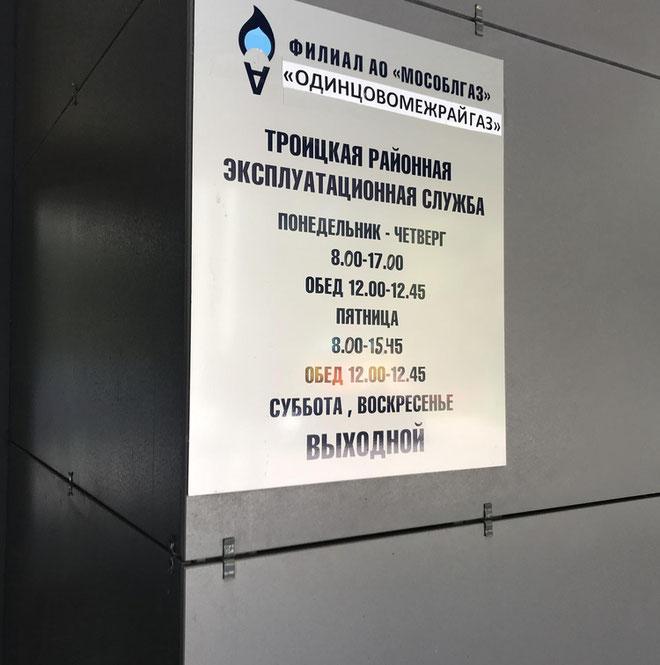 ФИЛИАЛ АО «МОСОБЛГАЗ»
«ОДИНЦОВОМЕЖРАЙГАЗ»
ТРОИЦКАЯ РАЙОННАЯ
ЭКСПЛУАТАЦИОННАЯ СЛУЖБА
ПОНЕДЕЛЬНИК - ЧЕТВЕРГ
8.00-17.00
ОБЕД 12.00-12.45
ПЯТНИЦА
8.00-15.45
ОБЕД 12.00-12.45
СУББОТА , ВОСКРЕСЕНЬЕ
ВЫХОДНОЙ